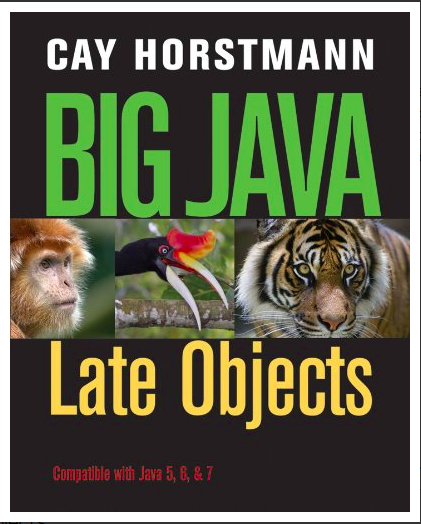 CAY HORSTMANN
BIG JAVA
Late Objects
Compatible with Java 5, 6, & 7